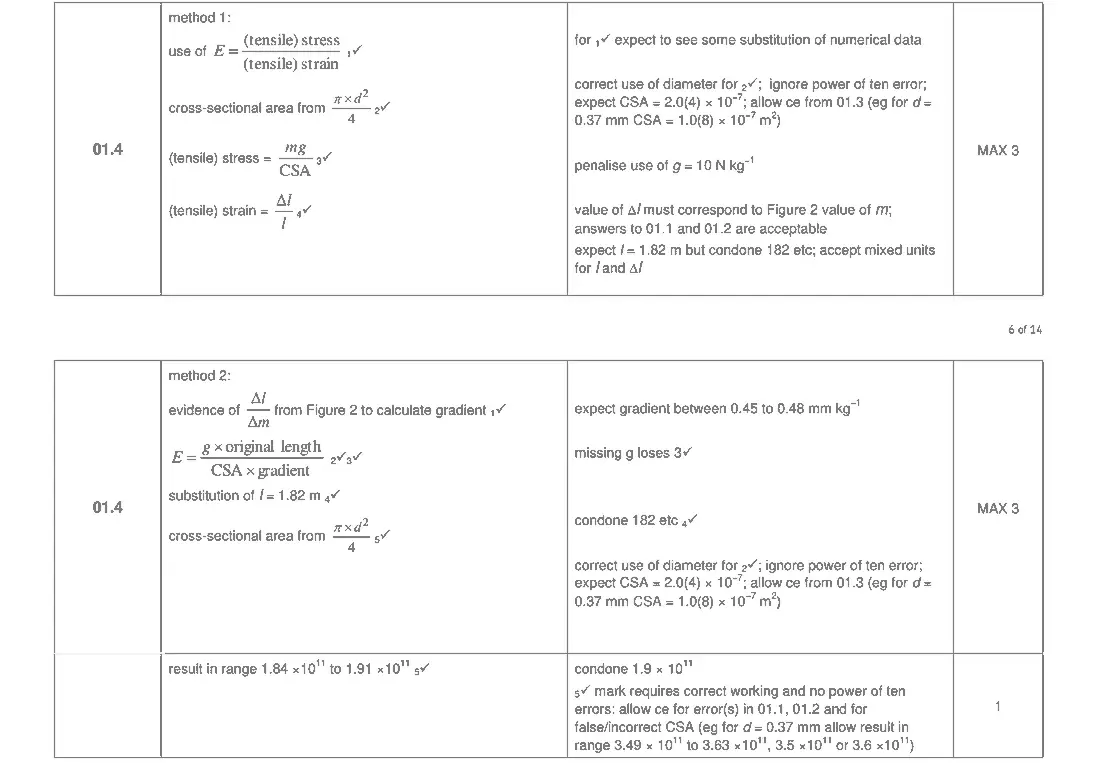 method 1:
use of E = (tensile) stress / (tensile) strain ₁✓
cross-sectional area from π × d² / 4 ₂✓
01.4
(tensile) stress = mg / CSA ₃✓
(tensile) strain = Δl / l ₄✓
for ₁✓ expect to see some substitution of numerical data
correct use of diameter for ₂✓; ignore power of ten error;
expect CSA = 2.0(4) × 10⁻⁷; allow ce from 01.3 (eg for d =
0.37 mm CSA = 1.0(8) × 10⁻⁷ m²)
penalise use of g = 10 N kg⁻¹
value of Δl must correspond to Figure 2 value of m;
answers to 01.1 and 01.2 are acceptable
expect l = 1.82 m but condone 182 etc; accept mixed units
for l and Δl
MAX 3
6 of 14
method 2:
evidence of Δl / Δm from Figure 2 to calculate gradient ₁✓
E = g × original length / CSA × gradient ₂✓₃✓
substitution of l = 1.82 m ₄✓
01.4
cross-sectional area from π × d² / 4 ₅✓
expect gradient between 0.45 to 0.48 mm kg⁻¹
missing g loses 3✓
condone 182 etc ₄✓
correct use of diameter for ₂✓; ignore power of ten error;
expect CSA = 2.0(4) × 10⁻⁷; allow ce from 01.3 (eg for d =
0.37 mm CSA = 1.0(8) × 10⁻⁷ m²)
MAX 3
result in range 1.84 ×10¹¹ to 1.91 ×10¹¹ ₅✓
condone 1.9 × 10¹¹
₅✓ mark requires correct working and no power of ten
errors: allow ce for error(s) in 01.1, 01.2 and for
false/incorrect CSA (eg for d = 0.37 mm allow result in
range 3.49 × 10¹¹ to 3.63 ×10¹¹, 3.5 ×10¹¹ or 3.6 ×10¹¹)
1